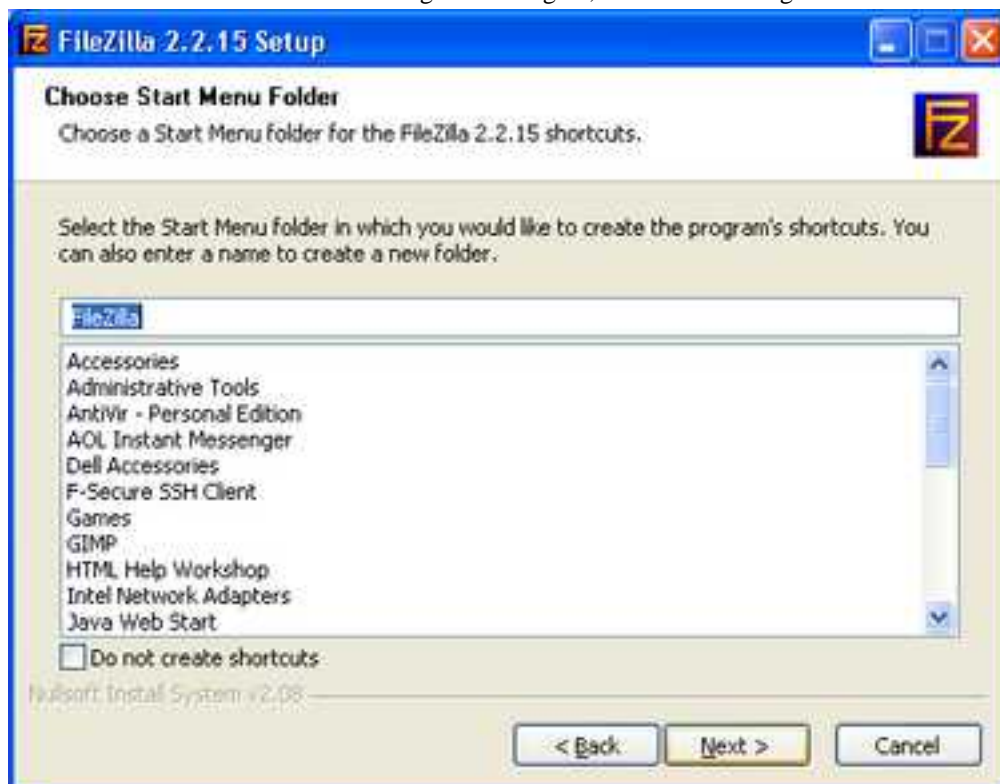 FileZilla 2.2.15 Setup
Choose Start Menu Folder
Choose a Start Menu folder for the FileZilla 2.2.15 shortcuts.
FZ
Select the Start Menu folder in which you would like to create the program's shortcuts. You
can also enter a name to create a new folder.
FileZilla
Accessories
Administrative Tools
AntiVir - Personal Edition
AOL Instant Messenger
Dell Accessories
F-Secure SSH Client
Games
GIMP
HTML Help Workshop
Intel Network Adapters
Java Web Start
Do not create shortcuts
Nullsoft Install System v2.08
< Back
Next >
Cancel